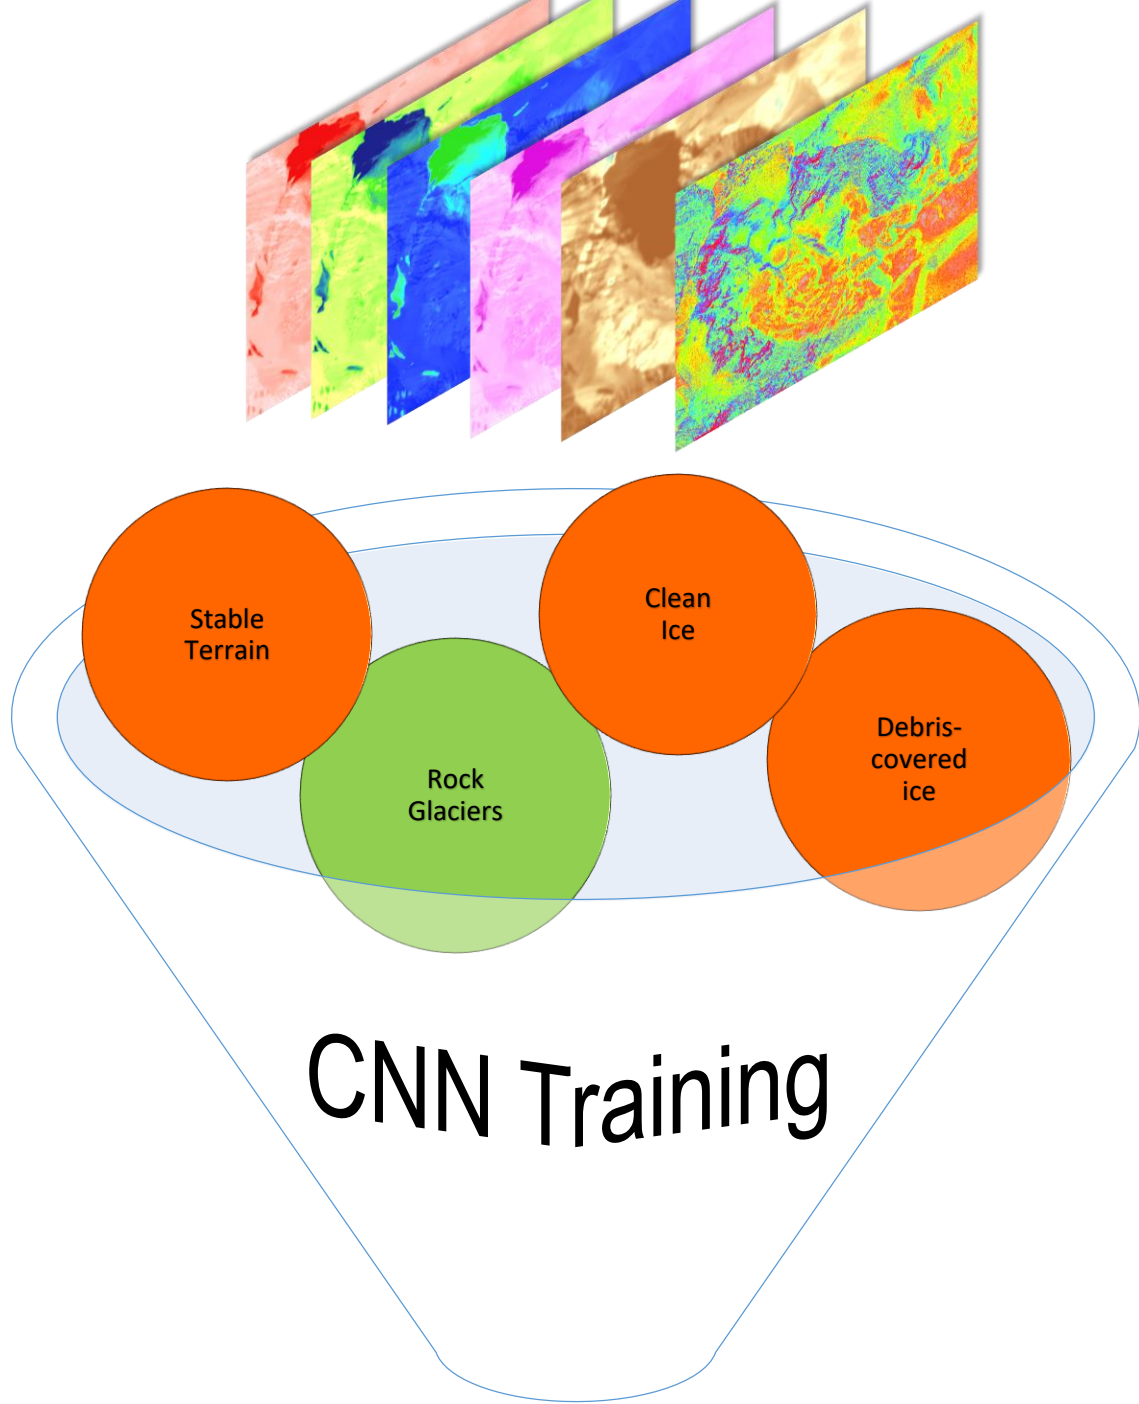 Stable
Terrain
Clean
Ice
Rock
Glaciers
Debris-
covered
ice
CNN Training